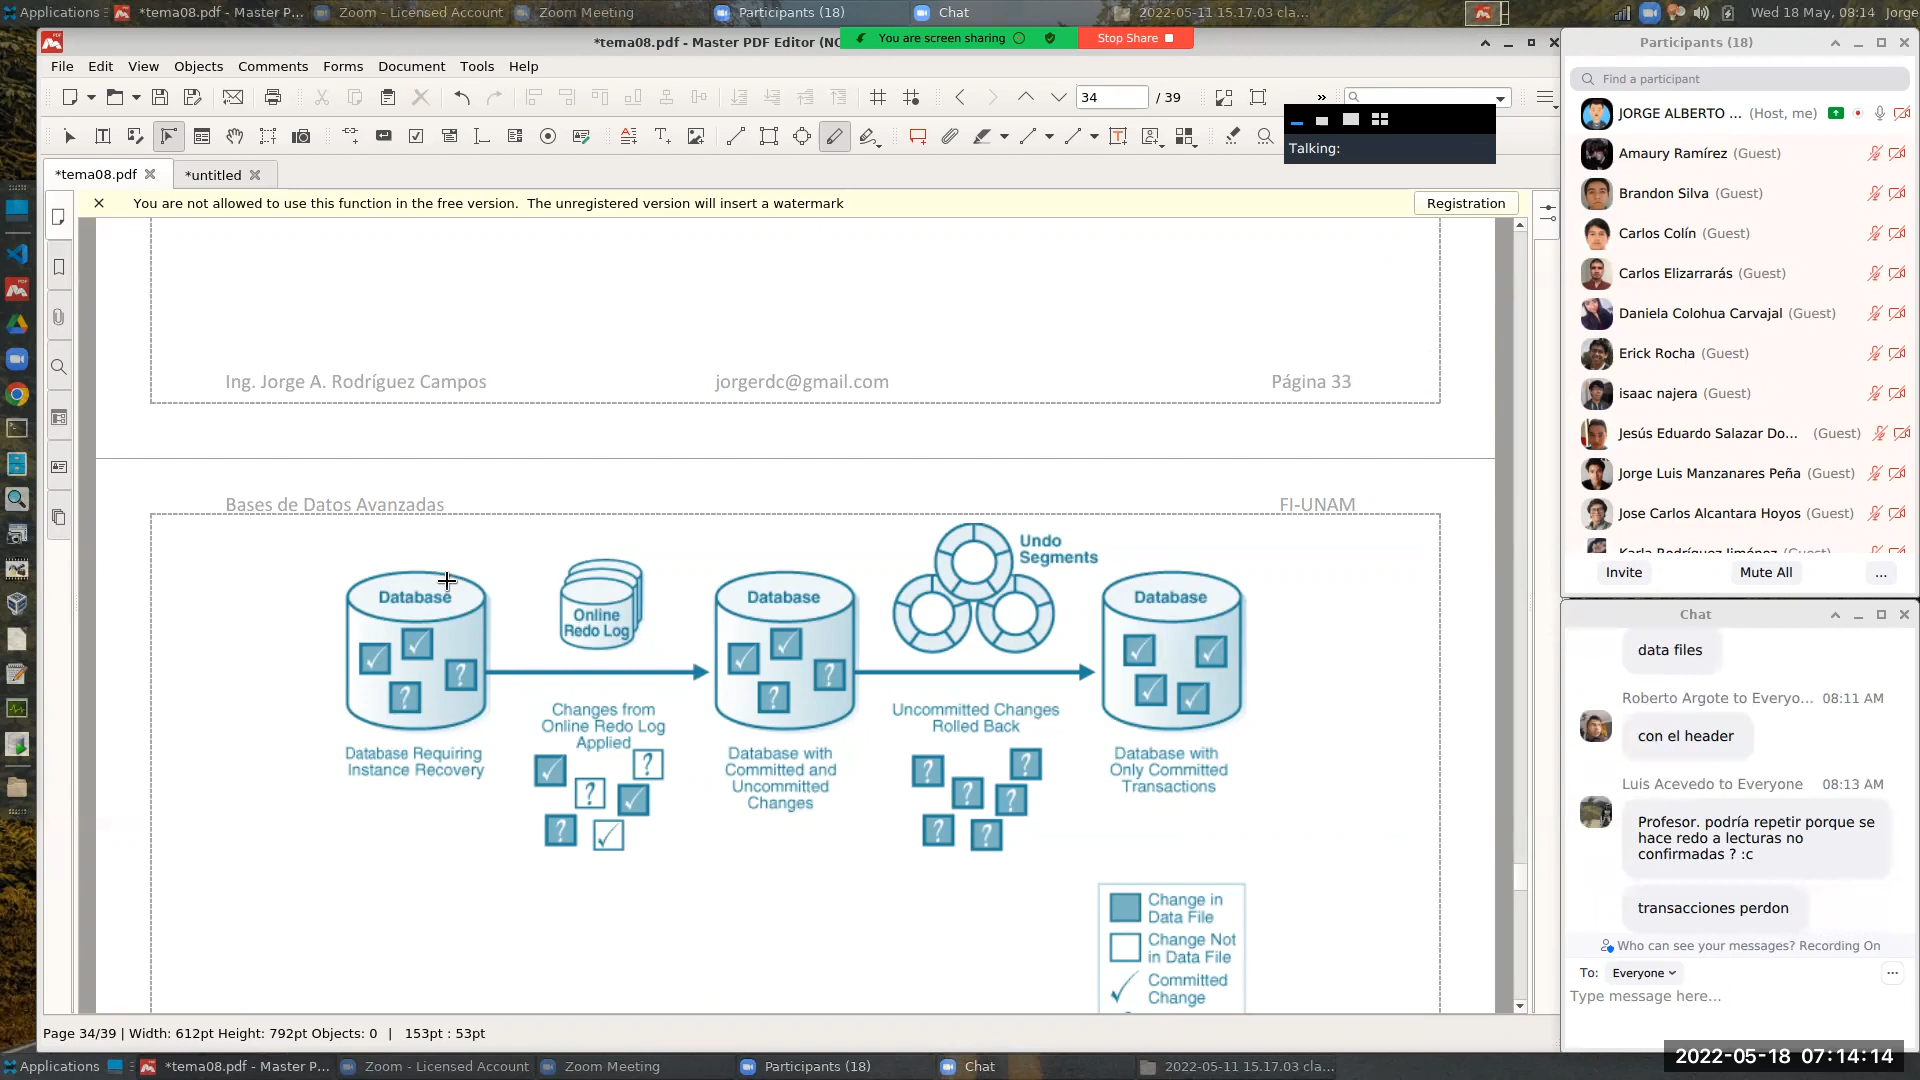 Applications
*tema08.pdf - Master P...
Zoom - Licensed Account
Zoom Meeting
Participants (18)
Chat
2022-05-11 15.17.03 cla...
Wed 18 May, 08:14
Jorge
*tema08.pdf - Master PDF Editor (NO
You are screen sharing
Stop Share
File Edit View Objects Comments Forms Document Tools Help
34 / 39
Talking:
*tema08.pdf
*untitled
You are not allowed to use this function in the free version. The unregistered version will insert a watermark
Registration
Ing. Jorge A. Rodríguez Campos
jorgerdc@gmail.com
Página 33
Bases de Datos Avanzadas
FI-UNAM
Database
Online
Redo Log
Database
Undo
Segments
Database
Changes from
Online Redo Log
Applied
Uncommitted Changes
Rolled Back
Database Requiring
Instance Recovery
Database with
Committed and
Uncommitted
Changes
Database with
Only Committed
Transactions
Change in
Data File
Change Not
in Data File
Committed
Change
Page 34/39 | Width: 612pt Height: 792pt Objects: 0 | 153pt : 53pt
Participants (18)
Find a participant
JORGE ALBERTO ... (Host, me)
Amaury Ramírez (Guest)
Brandon Silva (Guest)
Carlos Colín (Guest)
Carlos Elizarrarás (Guest)
Daniela Colohua Carvajal (Guest)
Erick Rocha (Guest)
isaac najera (Guest)
Jesús Eduardo Salazar Do... (Guest)
Jorge Luis Manzanares Peña (Guest)
Jose Carlos Alcantara Hoyos (Guest)
Karla Rodríguez Jiménez (Guest)
Invite
Mute All
...
Chat
data files
Roberto Argote to Everyo... 08:11 AM
con el header
Luis Acevedo to Everyone 08:13 AM
Profesor. podría repetir porque se
hace redo a lecturas no
confirmadas ? :c
transacciones perdon
Who can see your messages? Recording On
To: Everyone
Type message here...
Applications
*tema08.pdf - Master P...
Zoom - Licensed Account
Zoom Meeting
Participants (18)
Chat
2022-05-11 15.17.03 cla...
2022-05-18 07:14:14